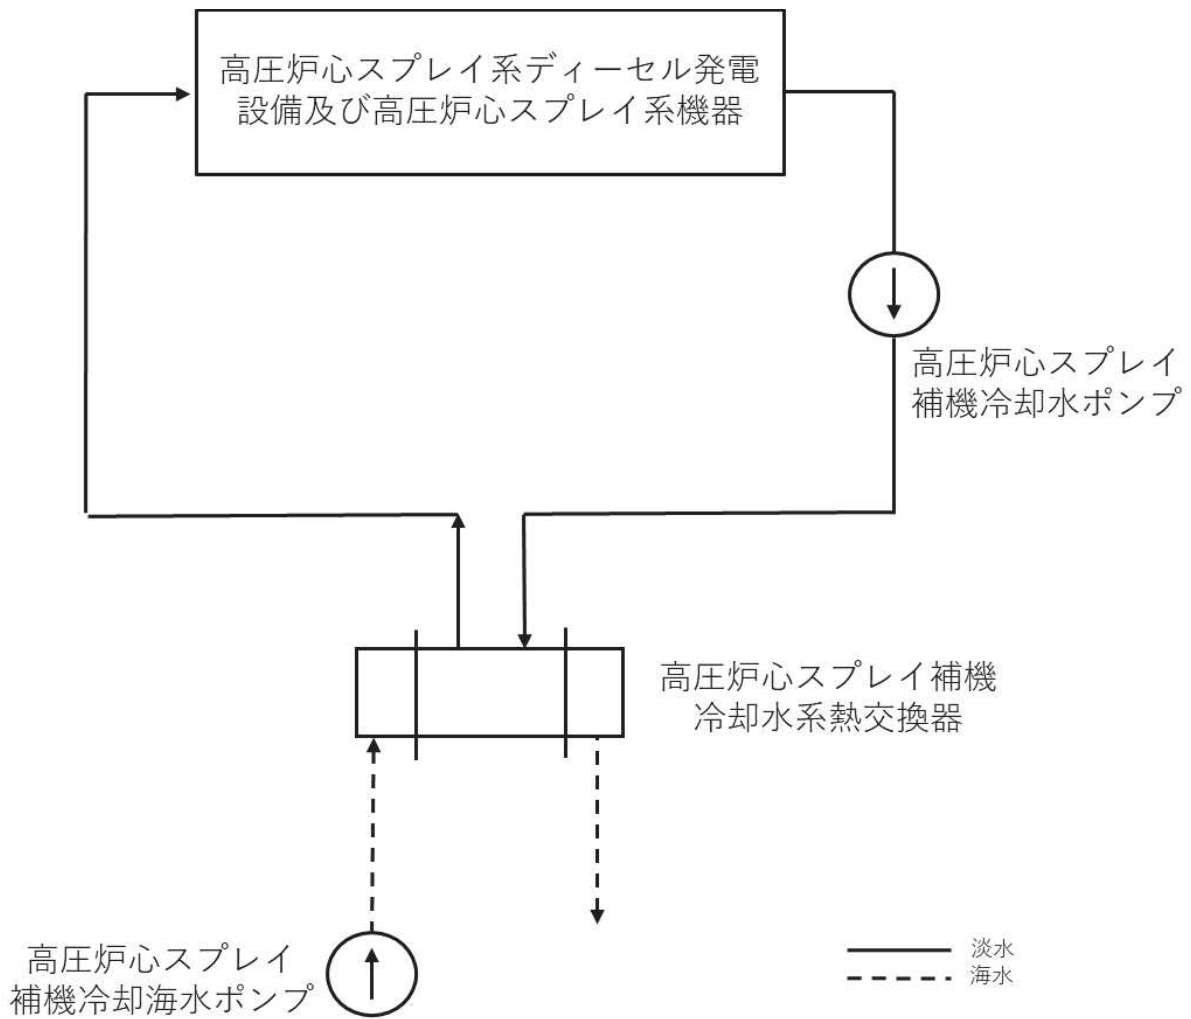 高圧炉心スプレイ系ディーゼル発電
設備及び高圧炉心スプレイ系機器
高圧炉心スプレイ
補機冷却水ポンプ
高圧炉心スプレイ補機
冷却水系熱交換器
高圧炉心スプレイ
補機冷却海水ポンプ
淡水
海水